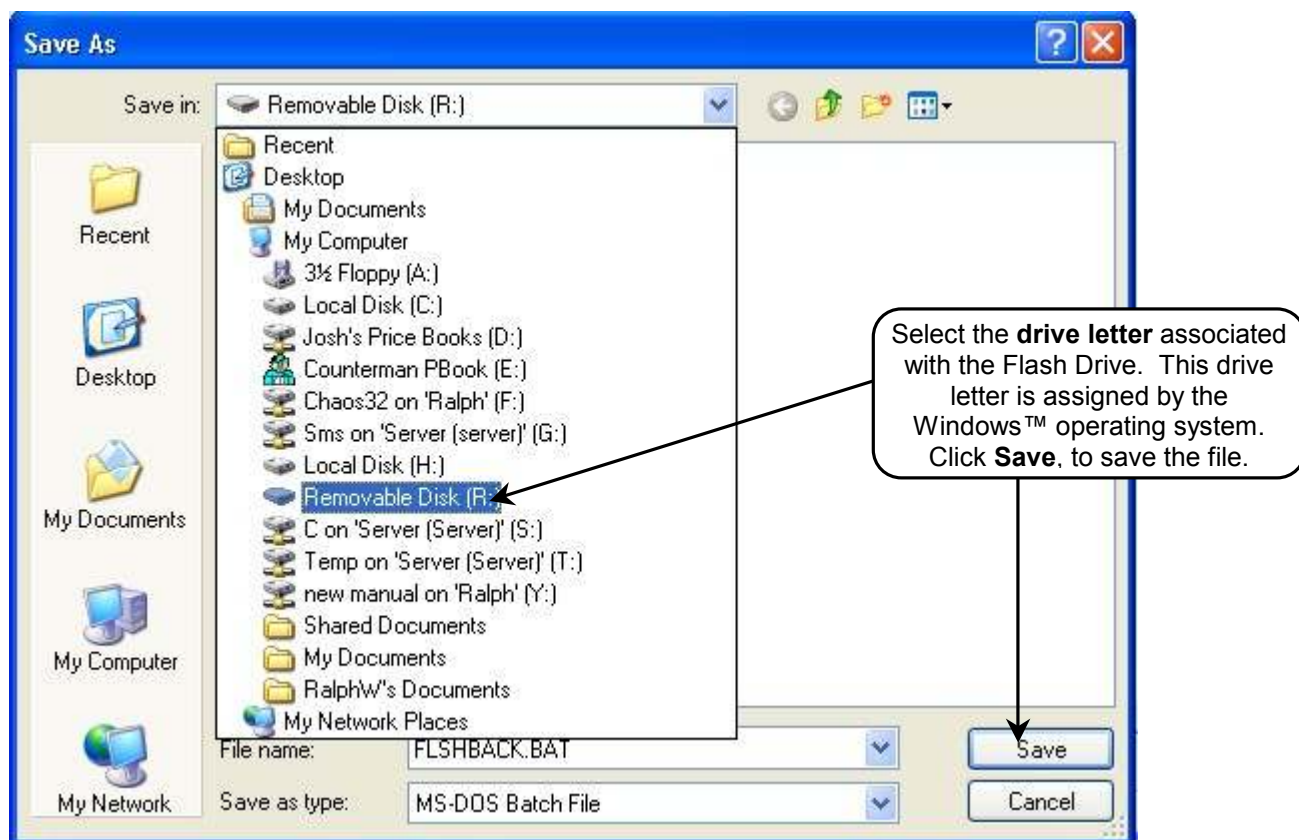 Save As
Save in:
Removable Disk (R:)
Recent
Desktop
My Documents
My Computer
3½ Floppy (A:)
Local Disk (C:)
Josh's Price Books (D:)
Counterman PBook (E:)
Chaos32 on 'Ralph' (F:)
Sms on 'Server (server)' (G:)
Local Disk (H:)
Removable Disk (R:)
C on 'Server (Server)' (S:)
Temp on 'Server (Server)' (T:)
new manual on 'Ralph' (Y:)
Shared Documents
My Documents
RalphW"s Documents
My Network Places
Recent
Desktop
My Documents
My Computer
My Network
Select the drive letter associated
with the Flash Drive. This drive
letter is assigned by the
Windows™ operating system.
Click Save, to save the file.
File name:
FLSHBACK.BAT
Save
Save as type:
MS-DOS Batch File
Cancel